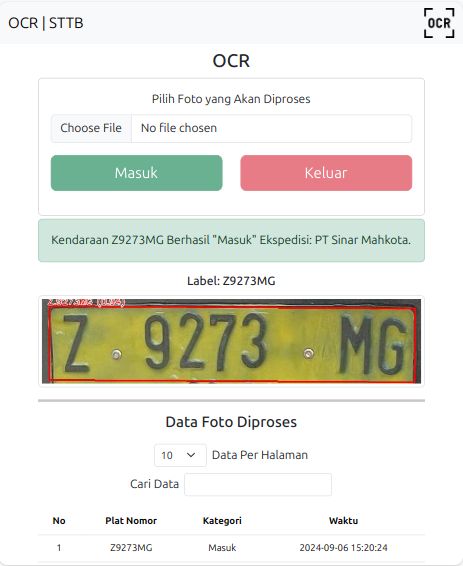 OCR | STTB
OCR
OCR
Pilih Foto yang Akan Diproses
Choose File No file chosen
Masuk Keluar
Kendaraan Z9273MG Berhasil "Masuk" Ekspedisi: PT Sinar Mahkota.
Label: Z9273MG
Z 9273 MG
Data Foto Diproses
10 Data Per Halaman
Cari Data
No Plat Nomor Kategori Waktu
1 Z9273MG Masuk 2024-09-06 15:20:24